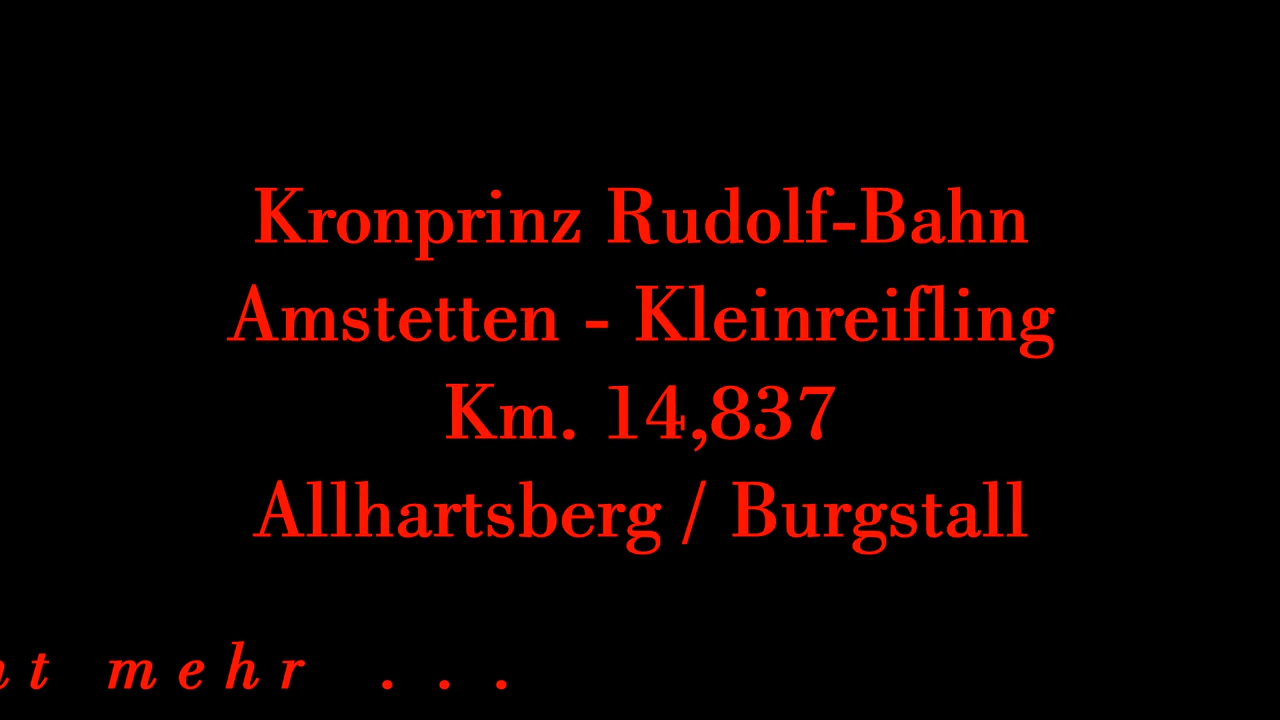 Kronprinz Rudolf-Bahn
Amstetten - Kleinreifling
Km. 14,837
Allhartsberg / Burgstall
mehr ...